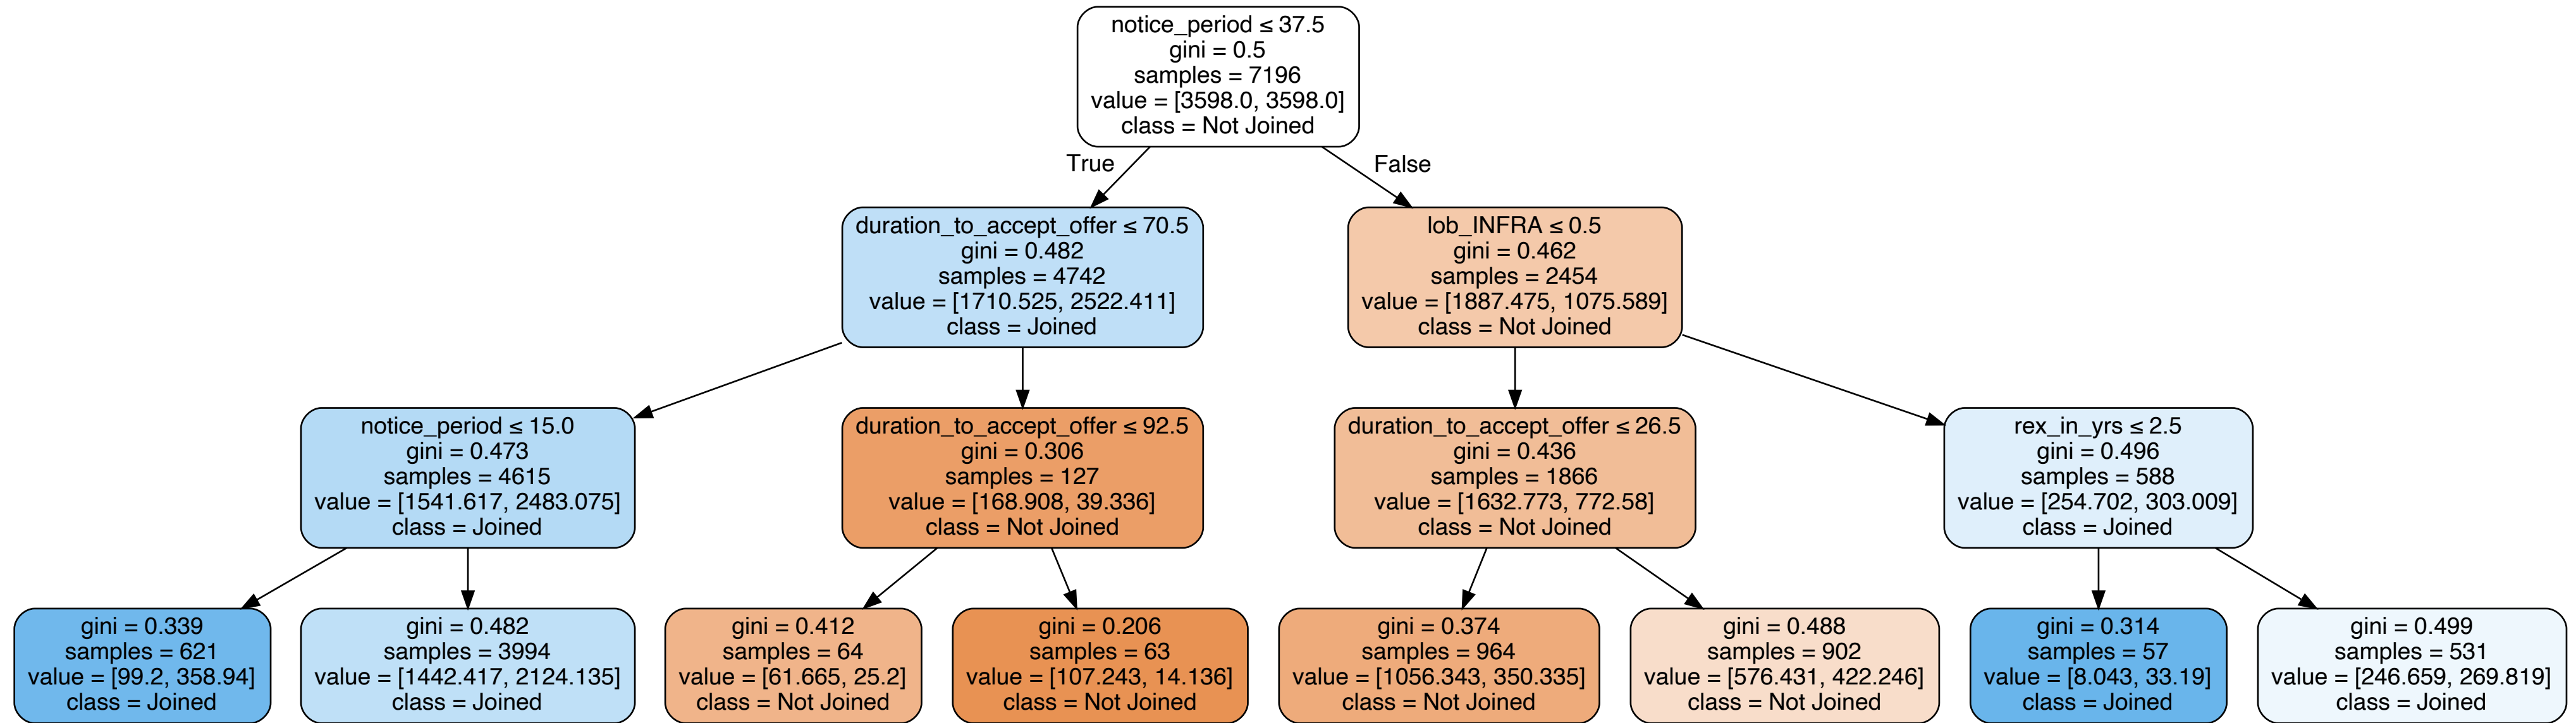 notice_period ≤ 37.5
gini = 0.5
samples = 7196
value = [3598.0, 3598.0]
class = Not Joined
True
False
duration_to_accept_offer ≤ 70.5
gini = 0.482
samples = 4742
value = [1710.525, 2522.411]
class = Joined
lob_INFRA ≤ 0.5
gini = 0.462
samples = 2454
value = [1887.475, 1075.589]
class = Not Joined
notice_period ≤ 15.0
gini = 0.473
samples = 4615
value = [1541.617, 2483.075]
class = Joined
duration_to_accept_offer ≤ 92.5
gini = 0.306
samples = 127
value = [168.908, 39.336]
class = Not Joined
duration_to_accept_offer ≤ 26.5
gini = 0.436
samples = 1866
value = [1632.773, 772.58]
class = Not Joined
rex_in_yrs ≤ 2.5
gini = 0.496
samples = 588
value = [254.702, 303.009]
class = Joined
gini = 0.339
samples = 621
value = [99.2, 358.94]
class = Joined
gini = 0.482
samples = 3994
value = [1442.417, 2124.135]
class = Joined
gini = 0.412
samples = 64
value = [61.665, 25.2]
class = Not Joined
gini = 0.206
samples = 63
value = [107.243, 14.136]
class = Not Joined
gini = 0.374
samples = 964
value = [1056.343, 350.335]
class = Not Joined
gini = 0.488
samples = 902
value = [576.431, 422.246]
class = Not Joined
gini = 0.314
samples = 57
value = [8.043, 33.19]
class = Joined
gini = 0.499
samples = 531
value = [246.659, 269.819]
class = Joined